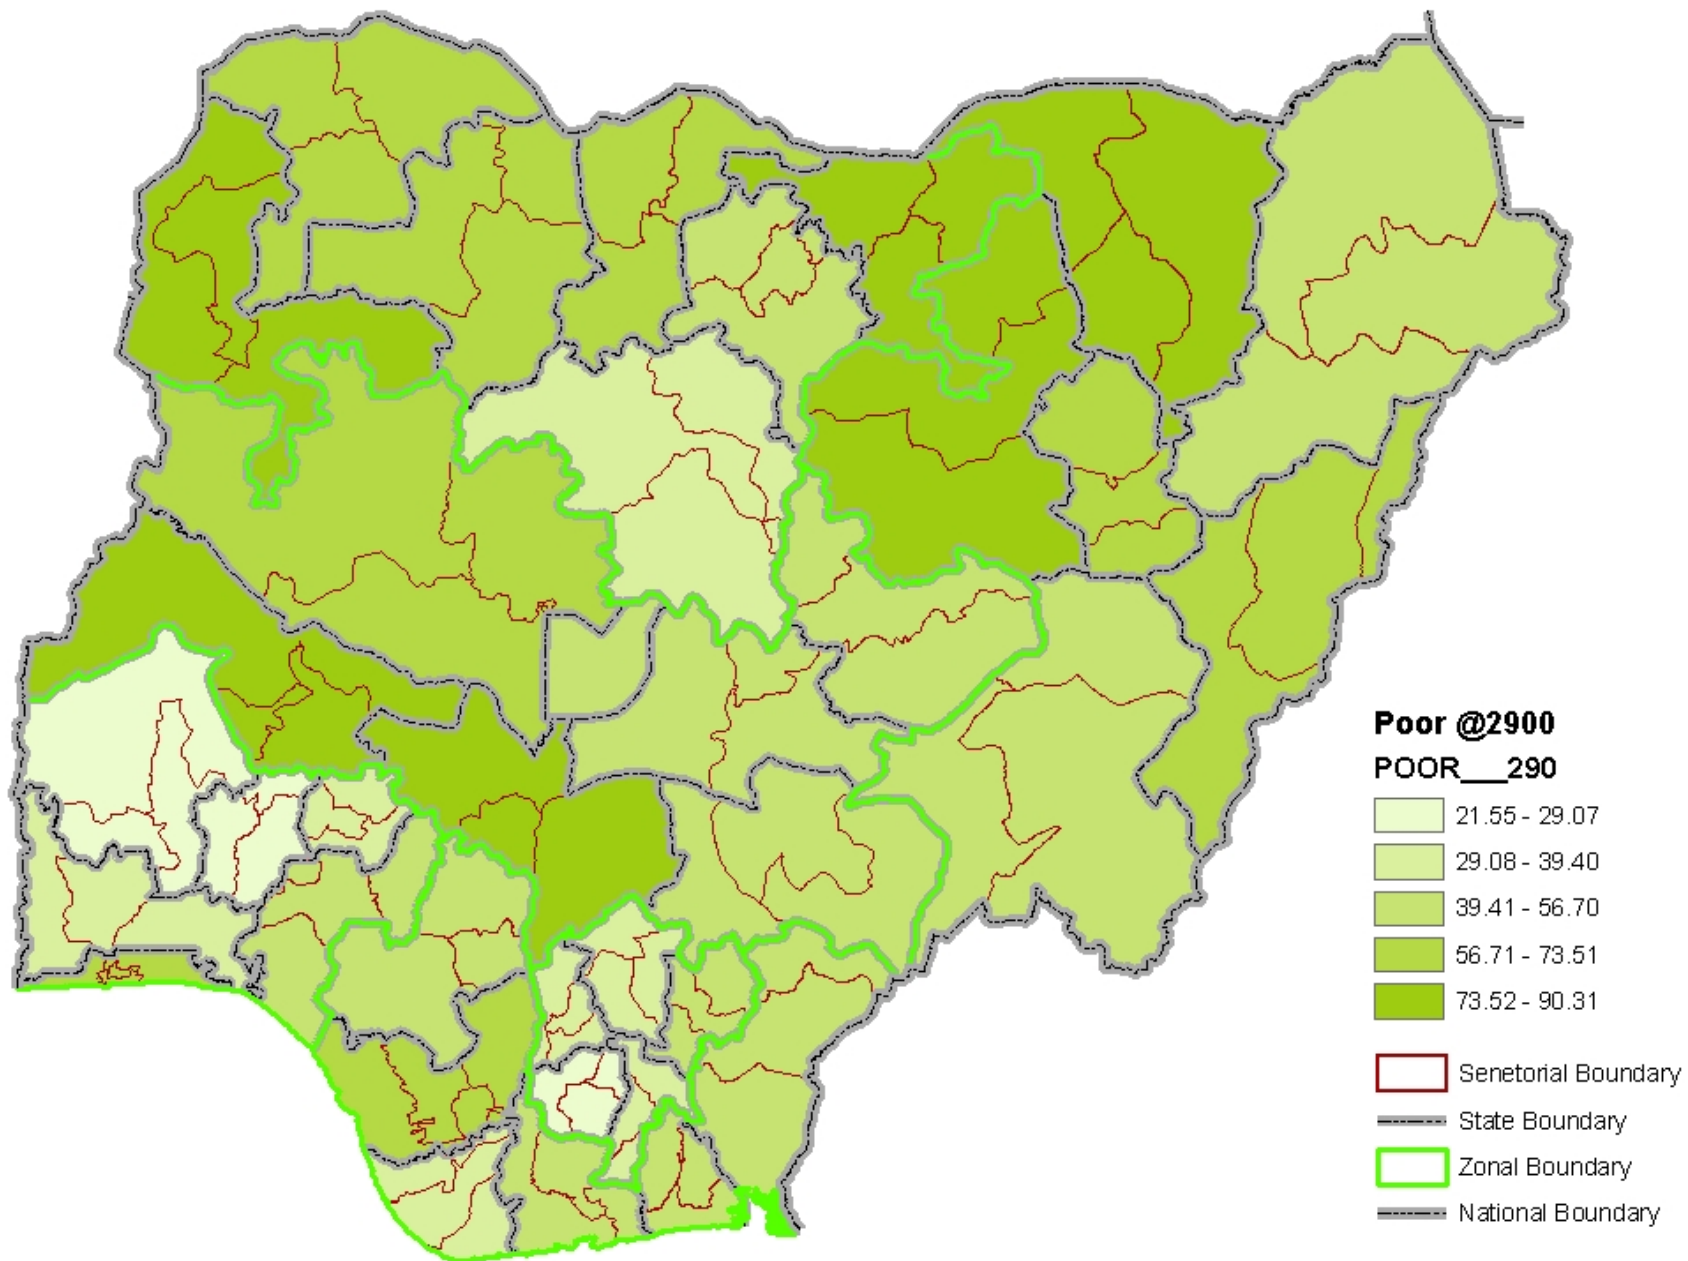 Poor @2900
POOR___290
21.55 - 29.07
29.08 - 39.40
39.41 - 56.70
56.71 - 73.51
73.52 - 90.31
Senetorial Boundary
State Boundary
Zonal Boundary
National Boundary